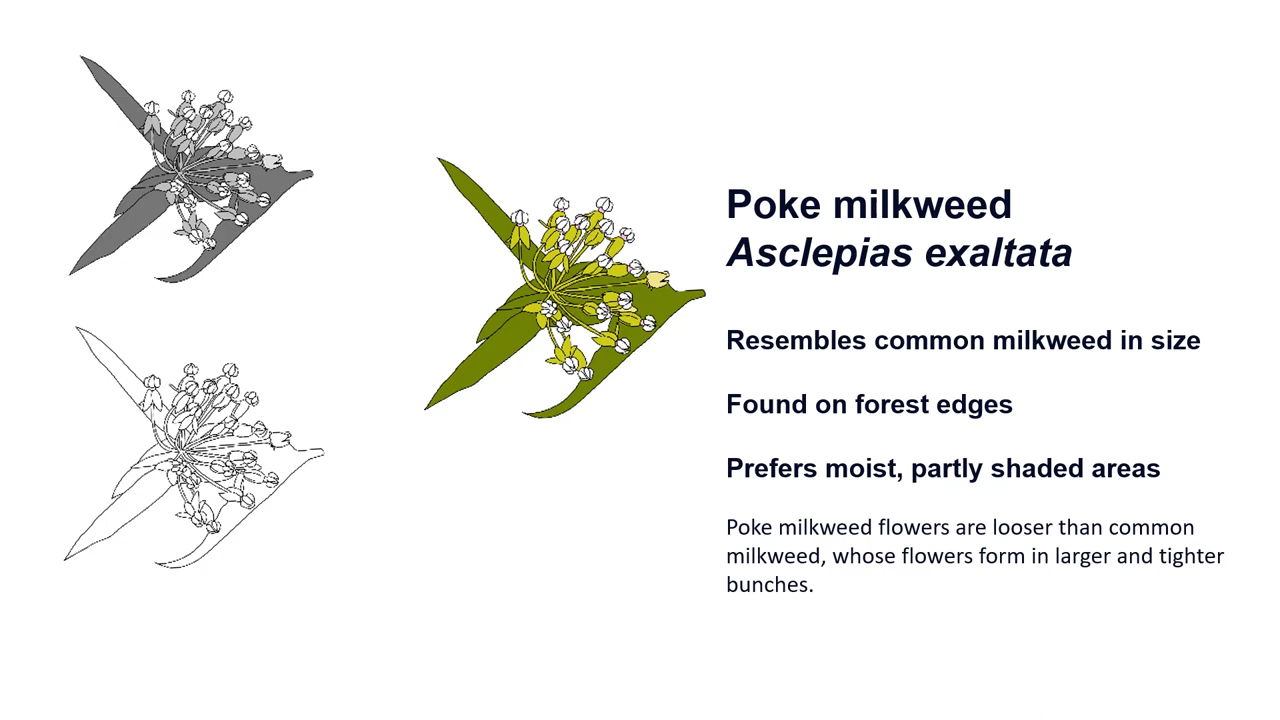 Poke milkweed
Asclepias exaltata
Resembles common milkweed in size
Found on forest edges
Prefers moist, partly shaded areas
Poke milkweed flowers are looser than common
milkweed, whose flowers form in larger and tighter
bunches.